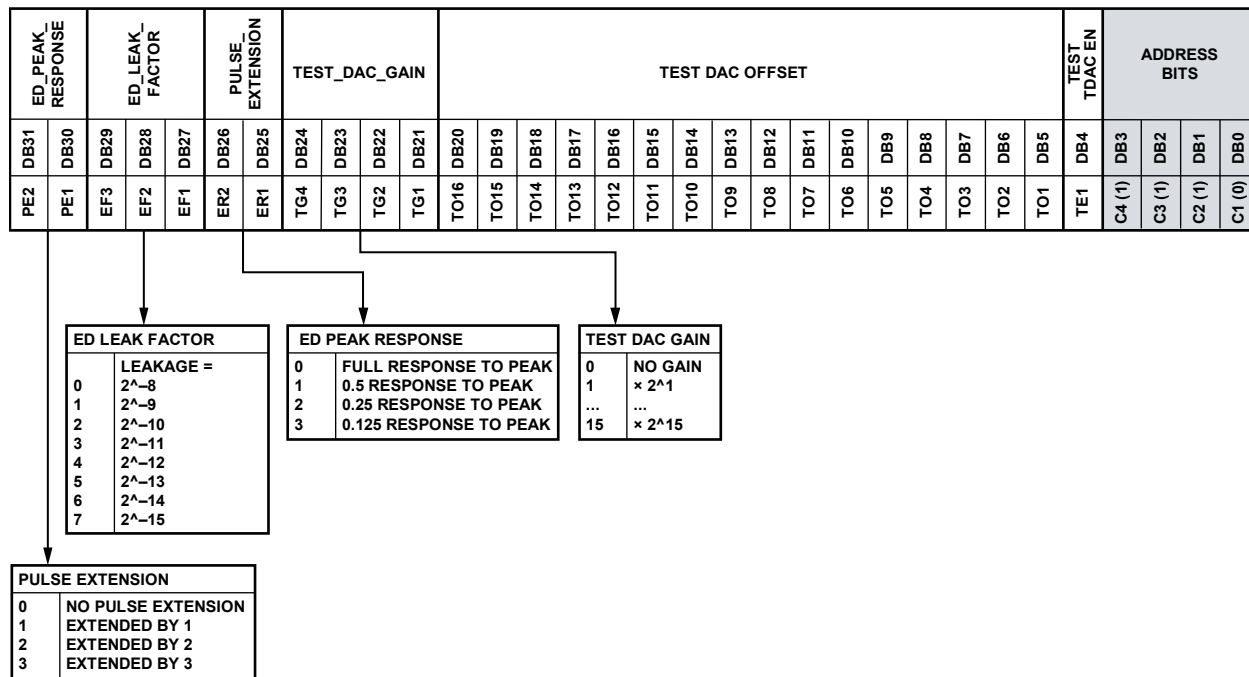 ED_PEAK_
RESPONSE
ED_LEAK_
FACTOR
PULSE_
EXTENSION
TEST_DAC_GAIN
TEST DAC OFFSET
TEST
TDAC EN
ADDRESS
BITS
DB31 DB30 DB29 DB28 DB27 DB26 DB25 DB24 DB23 DB22 DB21 DB20 DB19 DB18 DB17 DB16 DB15 DB14 DB13 DB12 DB11 DB10 DB9 DB8 DB7 DB6 DB5 DB4 DB3 DB2 DB1 DB0
PE2 PE1 EF3 EF2 EF1 ER2 ER1 TG4 TG3 TG2 TG1 TO16 TO15 TO14 TO13 TO12 TO11 TO10 TO9 TO8 TO7 TO6 TO5 TO4 TO3 TO2 TO1 TE1 C4 (1) C3 (1) C2 (1) C1 (0)
ED LEAK FACTOR
LEAKAGE =
0 2^–8
1 2^–9
2 2^–10
3 2^–11
4 2^–12
5 2^–13
6 2^–14
7 2^–15
ED PEAK RESPONSE
0 FULL RESPONSE TO PEAK
1 0.5 RESPONSE TO PEAK
2 0.25 RESPONSE TO PEAK
3 0.125 RESPONSE TO PEAK
TEST DAC GAIN
0 NO GAIN
1 × 2^1
... ...
15 × 2^15
PULSE EXTENSION
0 NO PULSE EXTENSION
1 EXTENDED BY 1
2 EXTENDED BY 2
3 EXTENDED BY 3